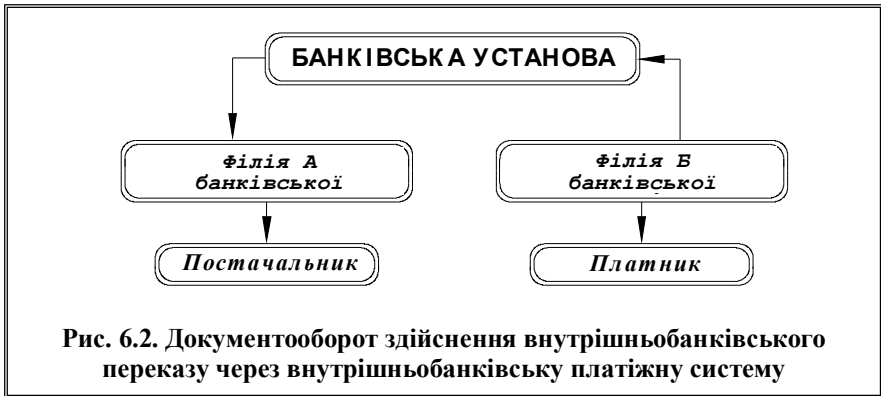 БАНКІВСЬКА УСТАНОВА
Філія А
банківської
Філія Б
банківської
Постачальник
Платник
Рис. 6.2. Документооборот здійснення внутрішньобанківського
переказу через внутрішньобанківську платіжну систему